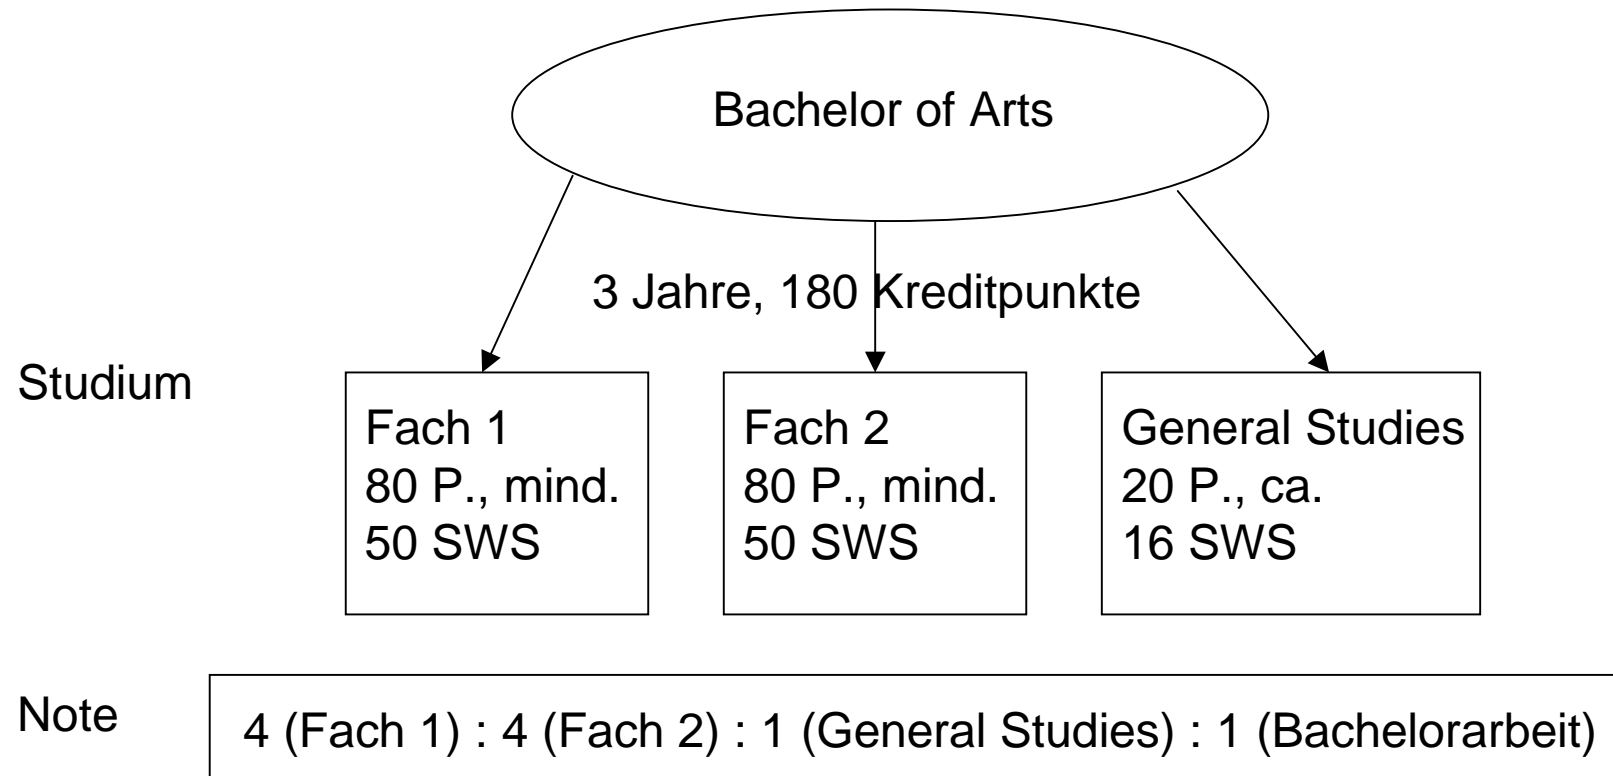 Bachelor of Arts
3 Jahre, 180 Kreditpunkte
Studium
Fach 1
80 P., mind.
50 SWS
Fach 2
80 P., mind.
50 SWS
General Studies
20 P., ca.
16 SWS
Note
4 (Fach 1) : 4 (Fach 2) : 1 (General Studies) : 1 (Bachelorarbeit)